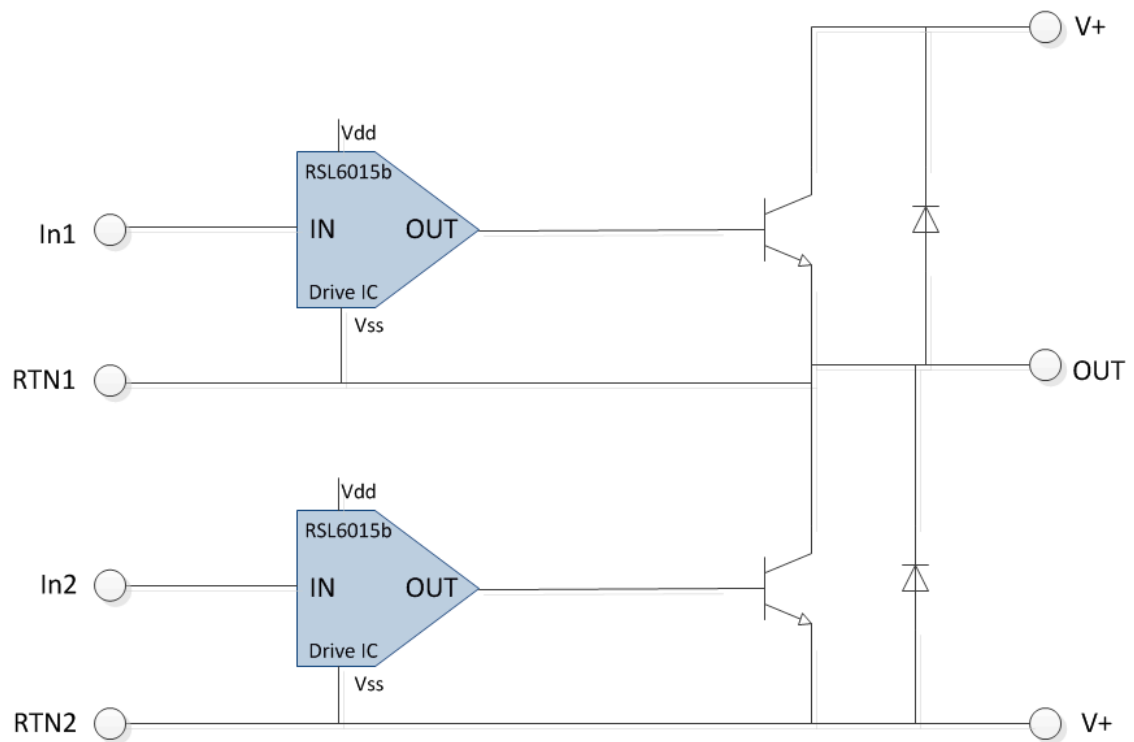 V+
Vdd
RSL6015b
In1
IN OUT
Drive IC
Vss
RTN1
OUT
Vdd
RSL6015b
In2
IN OUT
Drive IC
Vss
RTN2
V+